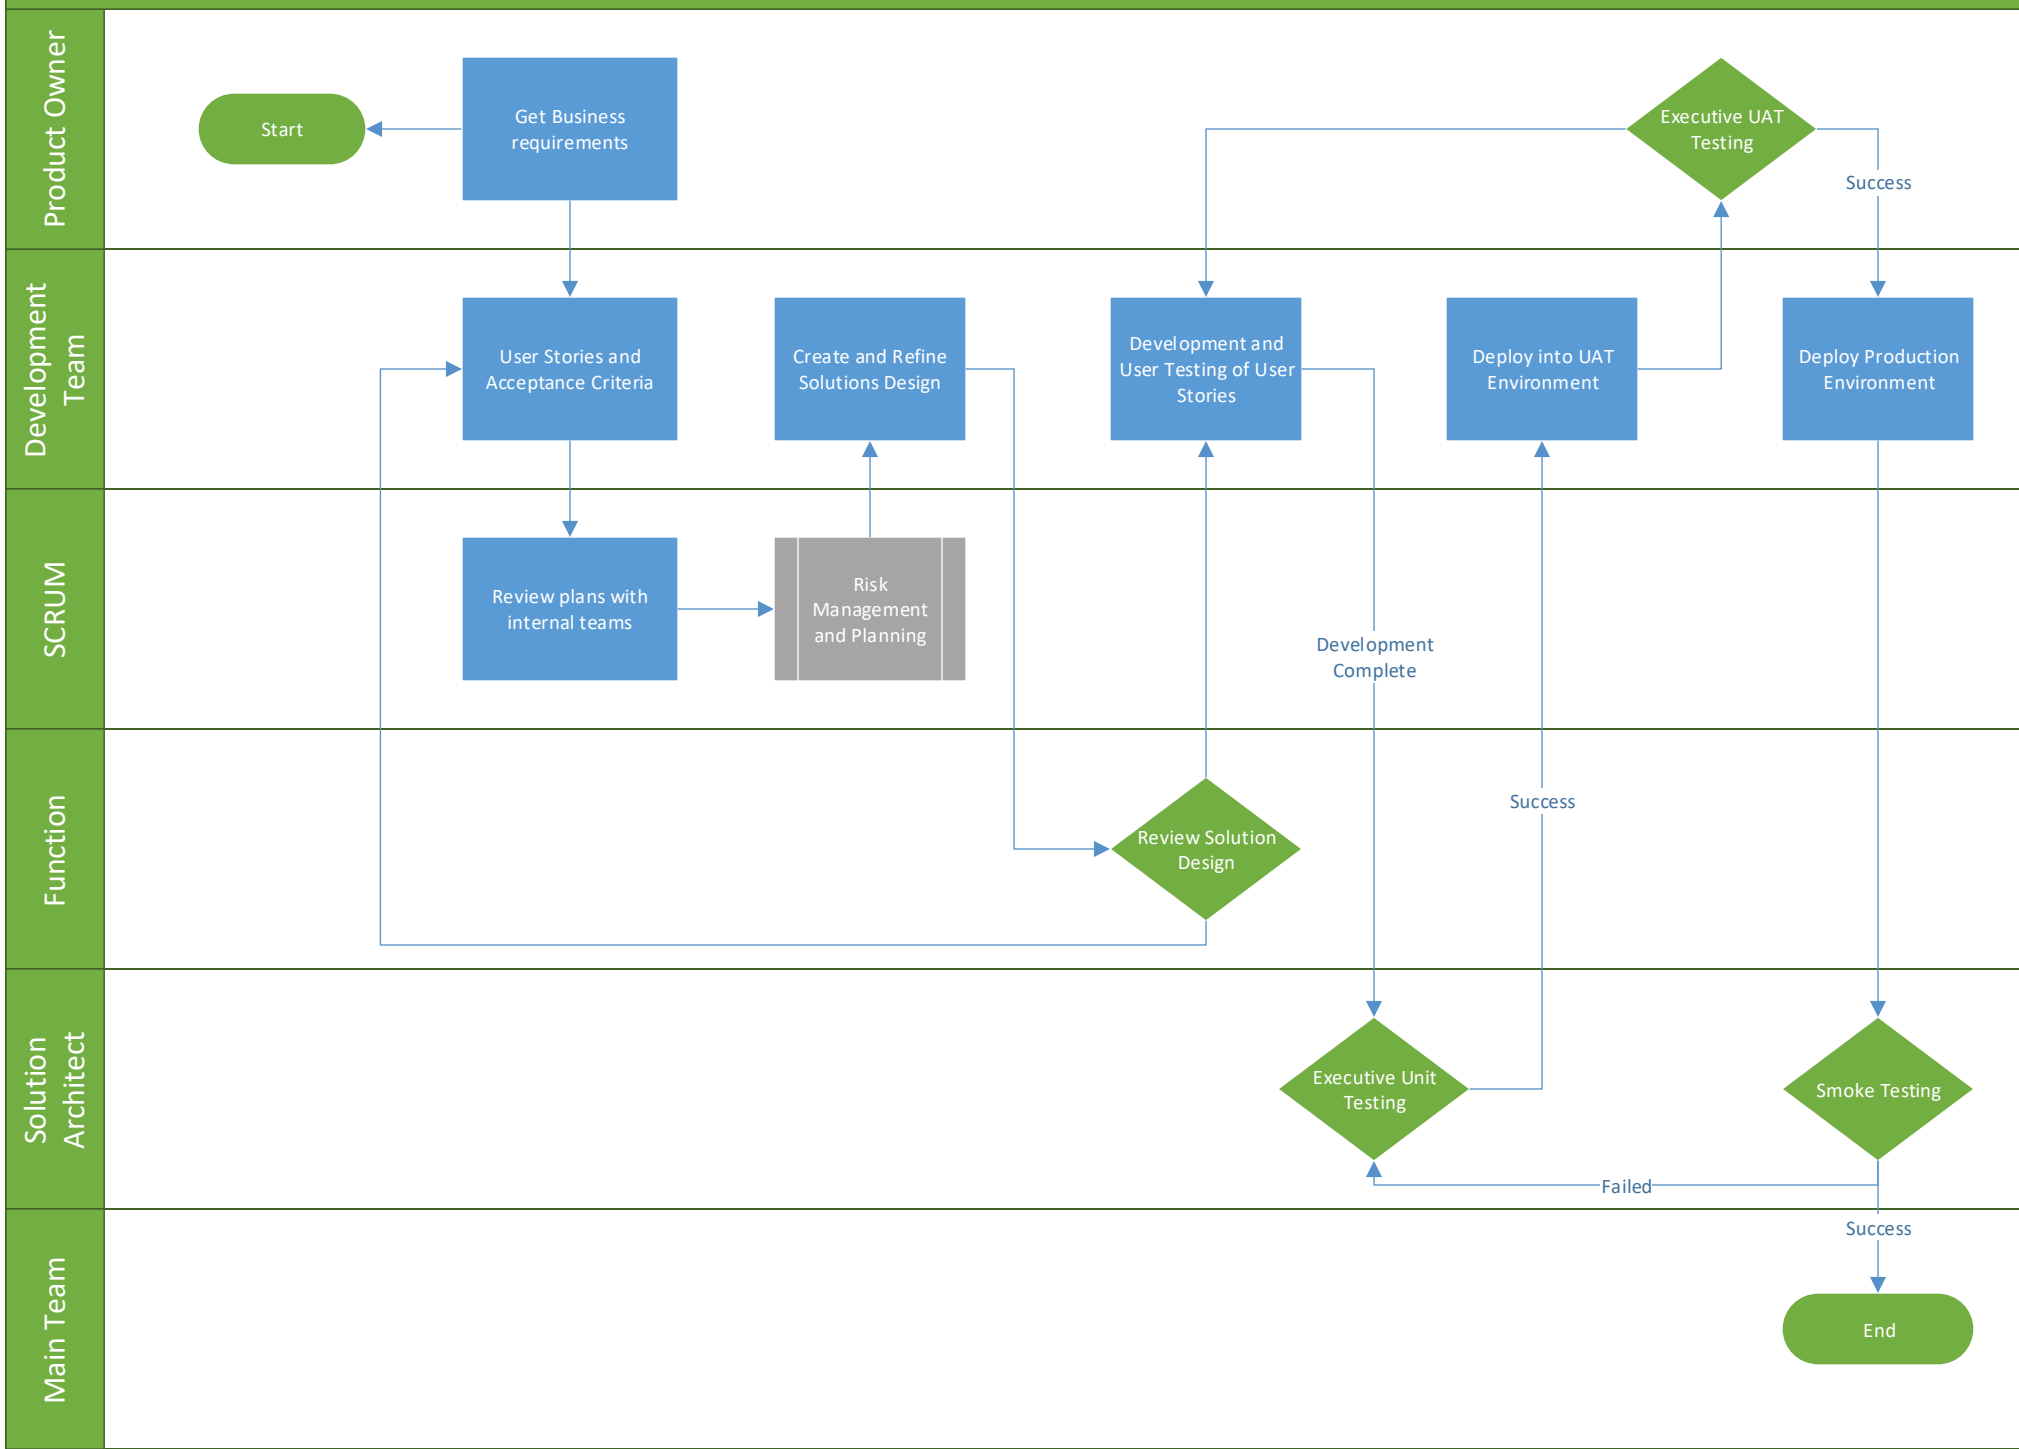 Product Owner
Start
Get Business
requirements
Executive UAT
Testing
Success
Development
Team
User Stories and
Acceptance Criteria
Create and Refine
Solutions Design
Development and
User Testing of User
Stories
Deploy into UAT
Environment
Deploy Production
Environment
SCRUM
Review plans with
internal teams
Risk
Management
and Planning
Development
Complete
Function
Review Solution
Design
Success
Solution
Architect
Executive Unit
Testing
Smoke Testing
Failed
Main Team
Success
End